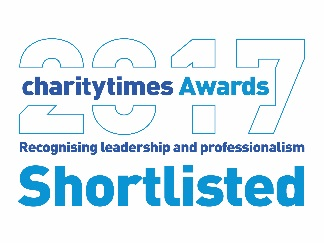 2017
charitytimes Awards
Recognising leadership and professionalism
Shortlisted